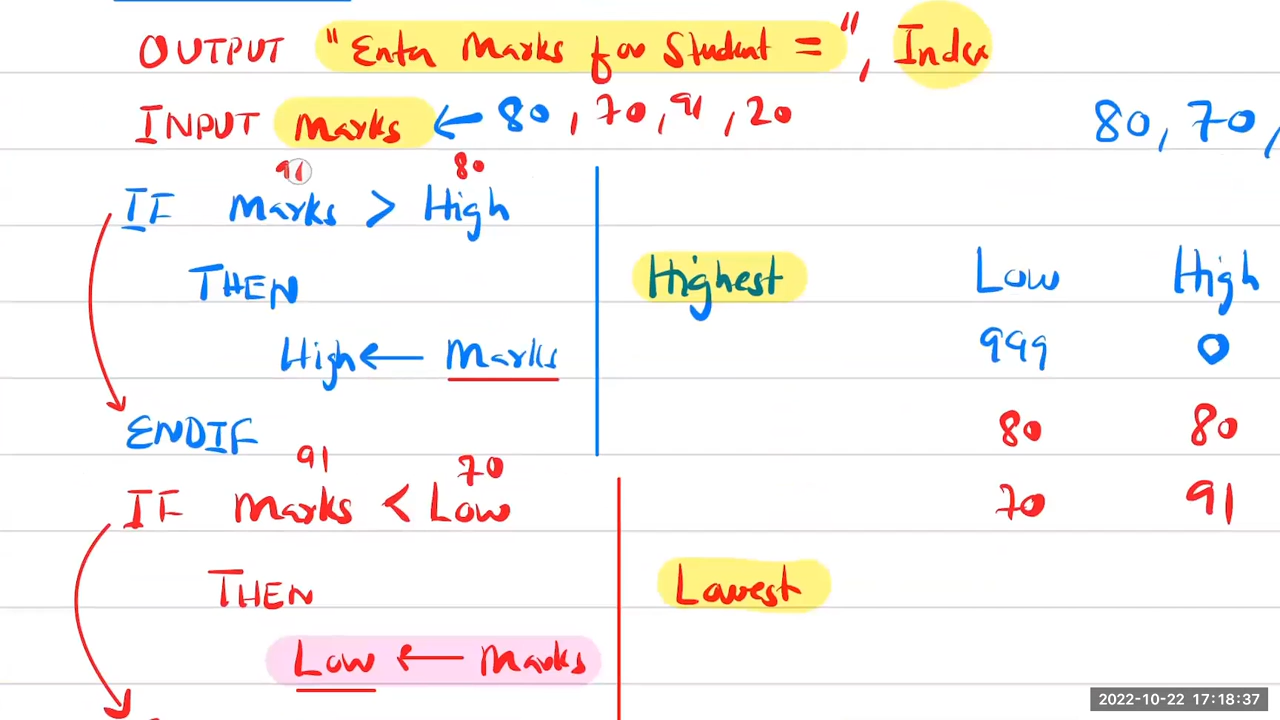 OUTPUT "Enter Marks for Student = ", Index
INPUT Marks ← 80, 70, 91, 20
80, 70,
91 80
IF Marks > High
THEN
High ← Marks
ENDIF
Highest
Low High
999 0
80 80
70 91
91 70
IF Marks < Low
THEN
Low ← Marks
Lowest
2022-10-22 17:18:37